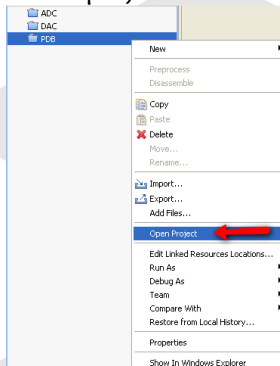 ADC
DAC
PDB
New
Preprocess
Disassemble
Copy
Paste
Delete
Move...
Rename...
Import...
Export...
Add Files...
Open Project
Edit Linked Resources Locations...
Run As
Debug As
Team
Compare With
Restore from Local History...
Properties
Show In Windows Explorer